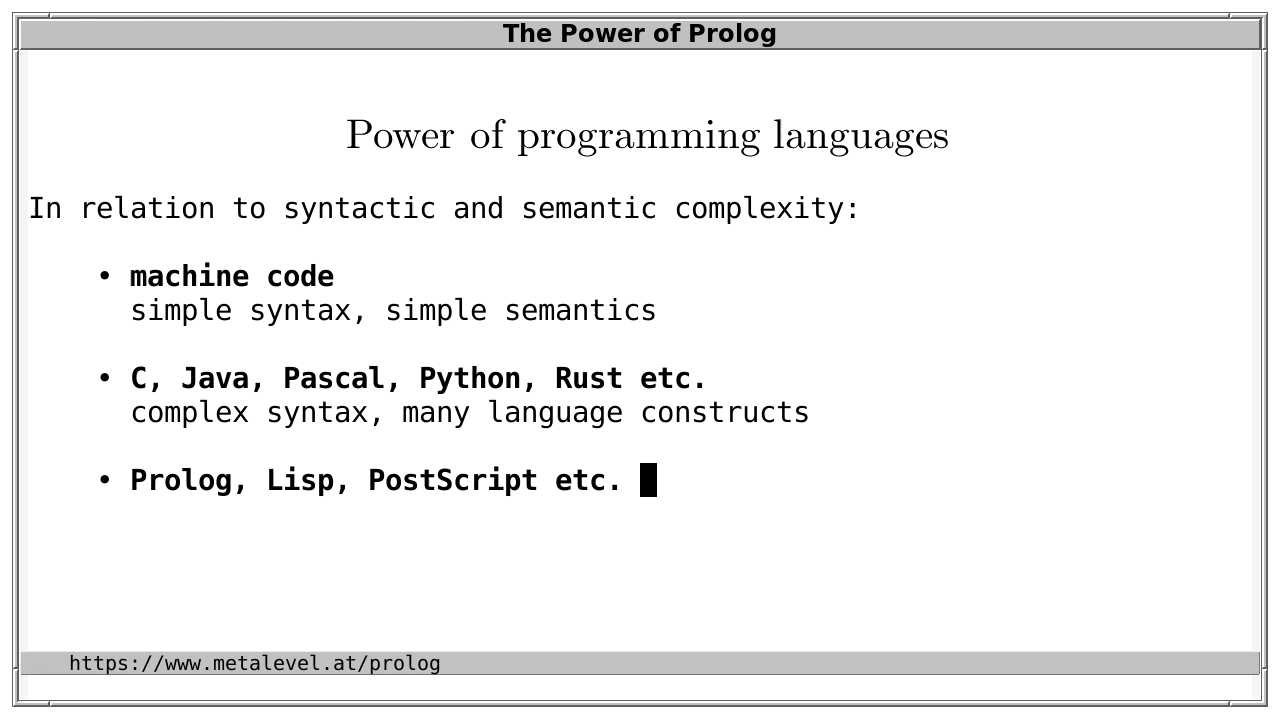 The Power of Prolog
Power of programming languages
In relation to syntactic and semantic complexity:
• machine code
simple syntax, simple semantics
• C, Java, Pascal, Python, Rust etc.
complex syntax, many language constructs
• Prolog, Lisp, PostScript etc.
https://www.metalevel.at/prolog